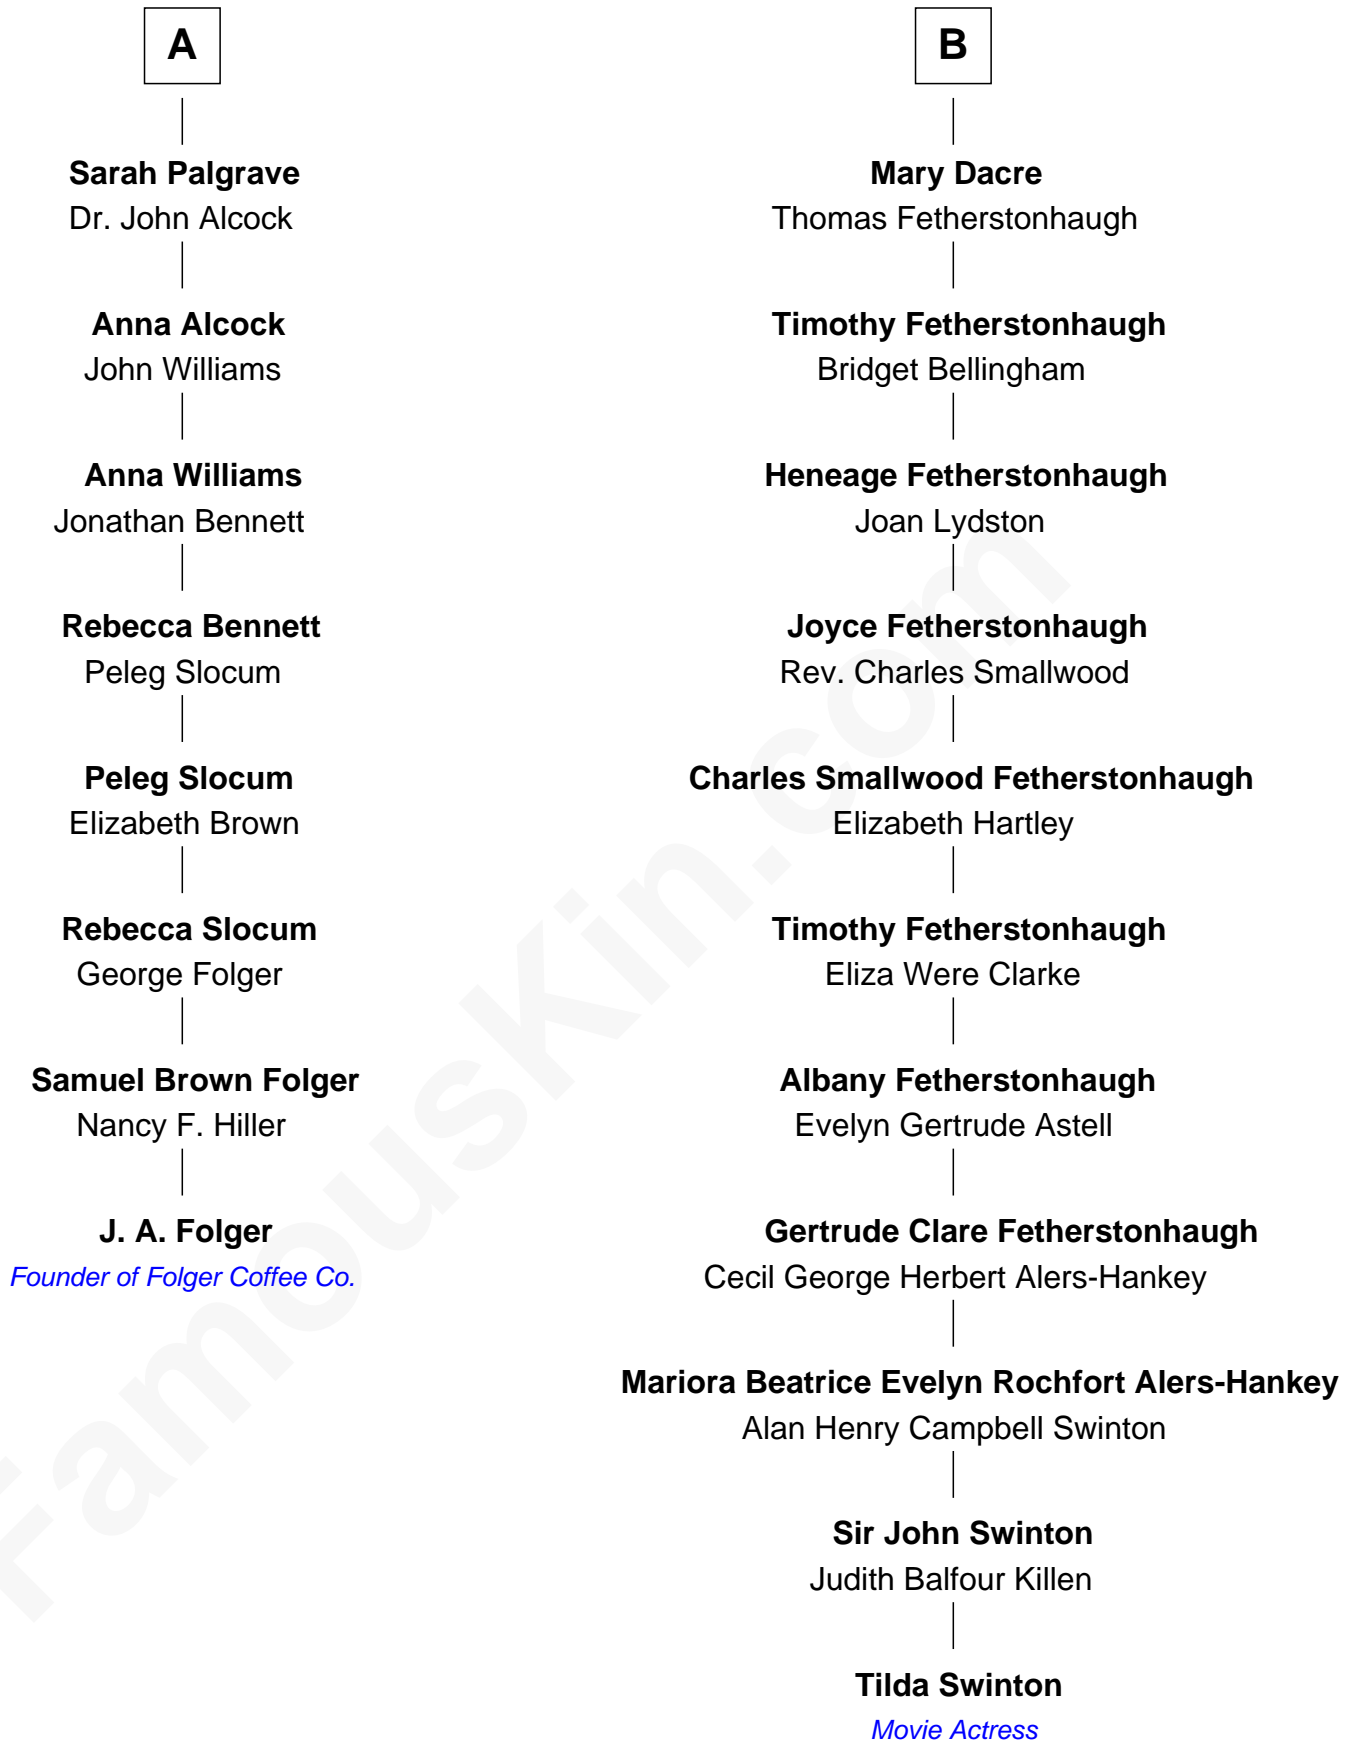 A
Sarah Palgrave
Dr. John Alcock
Anna Alcock
John Williams
Anna Williams
Jonathan Bennett
Rebecca Bennett
Peleg Slocum
Peleg Slocum
Elizabeth Brown
Rebecca Slocum
George Folger
Samuel Brown Folger
Nancy F. Hiller
J. A. Folger
Founder of Folger Coffee Co.
B
Mary Dacre
Thomas Fetherstonhaugh
Timothy Fetherstonhaugh
Bridget Bellingham
Heneage Fetherstonhaugh
Joan Lydston
Joyce Fetherstonhaugh
Rev. Charles Smallwood
Charles Smallwood Fetherstonhaugh
Elizabeth Hartley
Timothy Fetherstonhaugh
Eliza Were Clarke
Albany Fetherstonhaugh
Evelyn Gertrude Astell
Gertrude Clare Fetherstonhaugh
Cecil George Herbert Alers-Hankey
Mariora Beatrice Evelyn Rochfort Alers-Hankey
Alan Henry Campbell Swinton
Sir John Swinton
Judith Balfour Killen
Tilda Swinton
Movie Actress
FamousKin.com